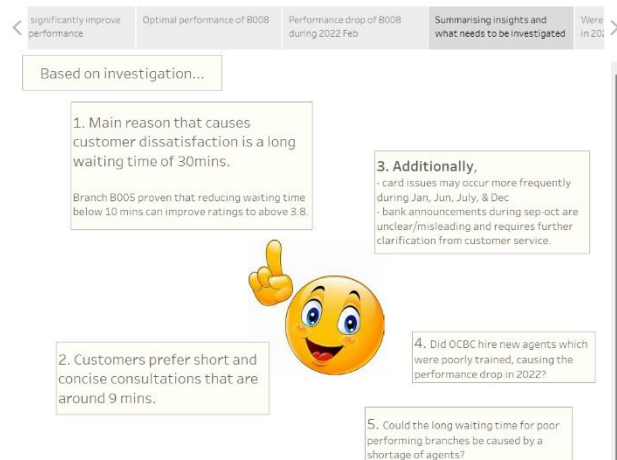 significantly improve
performance
Optimal performance of B008
Performance drop of B008
during 2022 Feb
Summarising insights and
what needs to be investigated
Were
in 202
Based on investigation...
1. Main reason that causes
customer dissatisfaction is a long
waiting time of 30mins.
Branch B005 proven that reducing waiting time
below 10 mins can improve ratings to above 3.8.
3. Additionally,
- card issues may occur more frequently
during Jan, Jun, July, & Dec
- bank announcements during sep-oct are
unclear/misleading and requires further
clarification from customer service.
2. Customers prefer short and
concise consultations that are
around 9 mins.
4. Did OCBC hire new agents which
were poorly trained, causing the
performance drop in 2022?
5. Could the long waiting time for poor
performing branches be caused by a
shortage of agents?